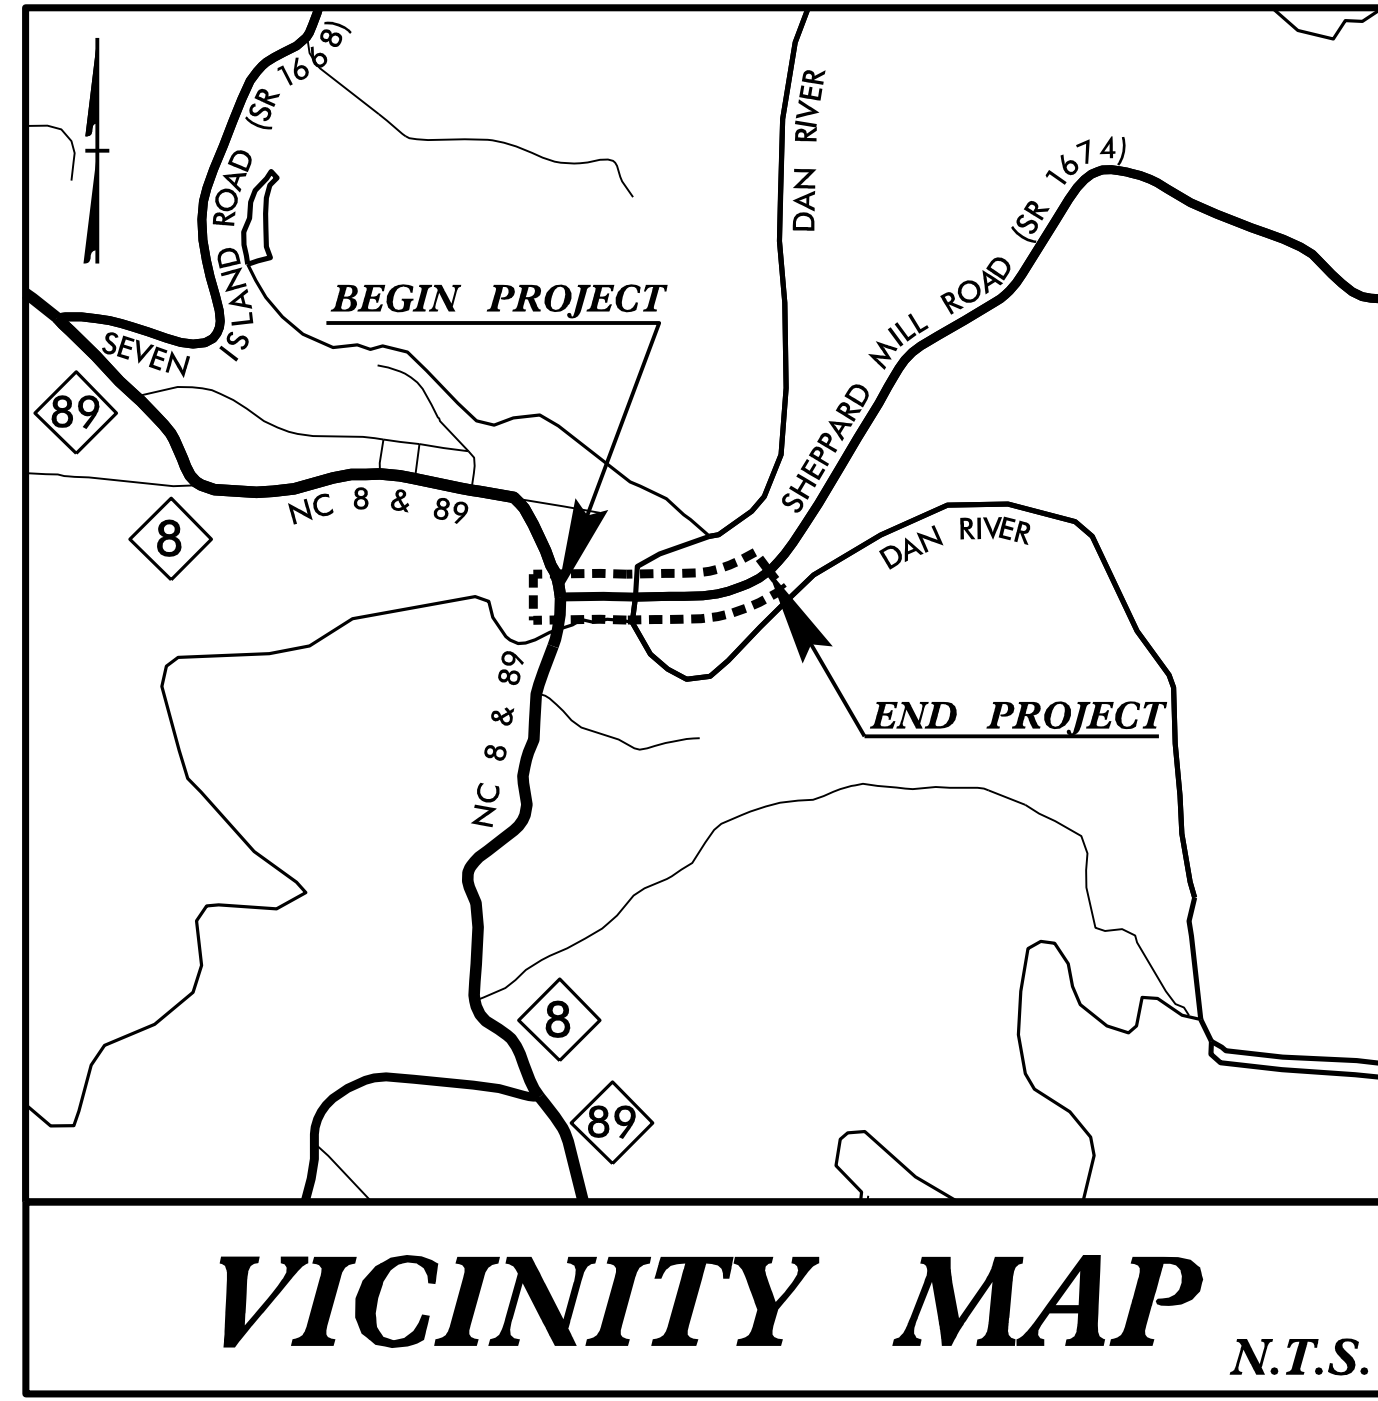 SEVEN ISLAND ROAD (SR 1668)
DAN RIVER
SHEPPARD MILL ROAD (SR 1674)
BEGIN PROJECT
89
8
NC 8 & 89
DAN RIVER
NC 8 & 89
END PROJECT
8
89
VICINITY MAP
N.T.S.